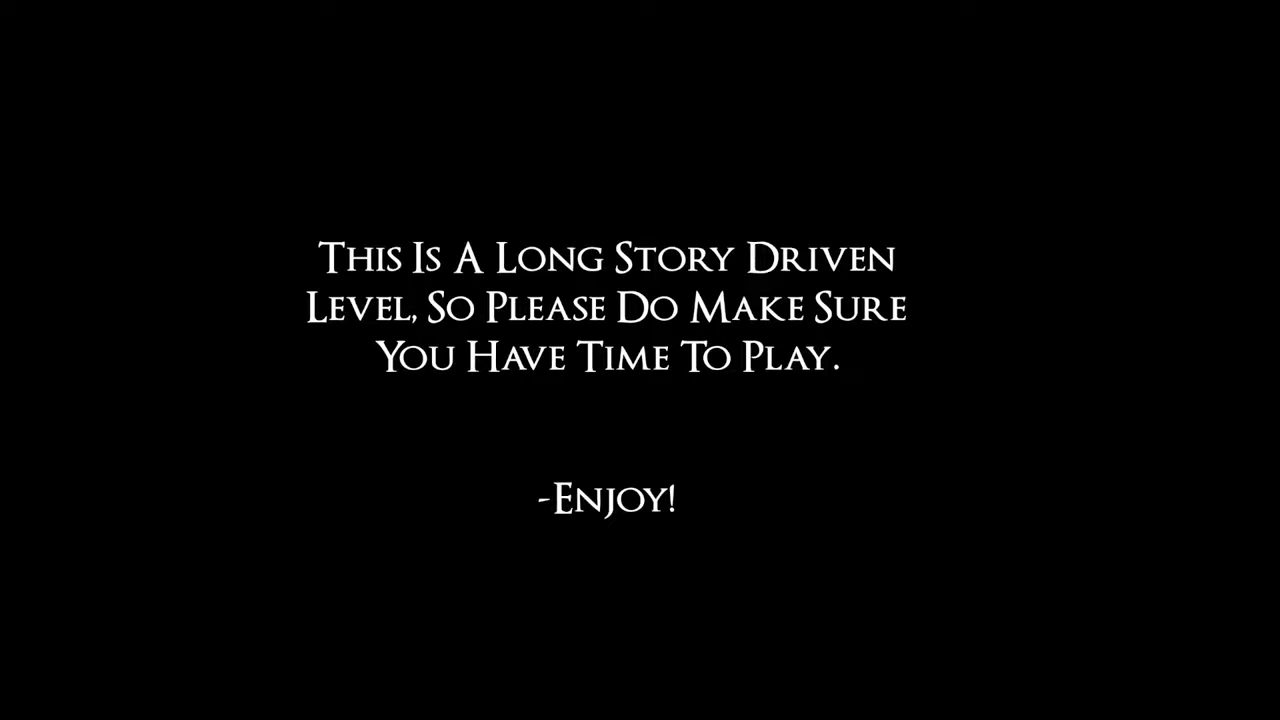 This Is A Long Story Driven
Level, So Please Do Make Sure
You Have Time To Play.
-Enjoy!